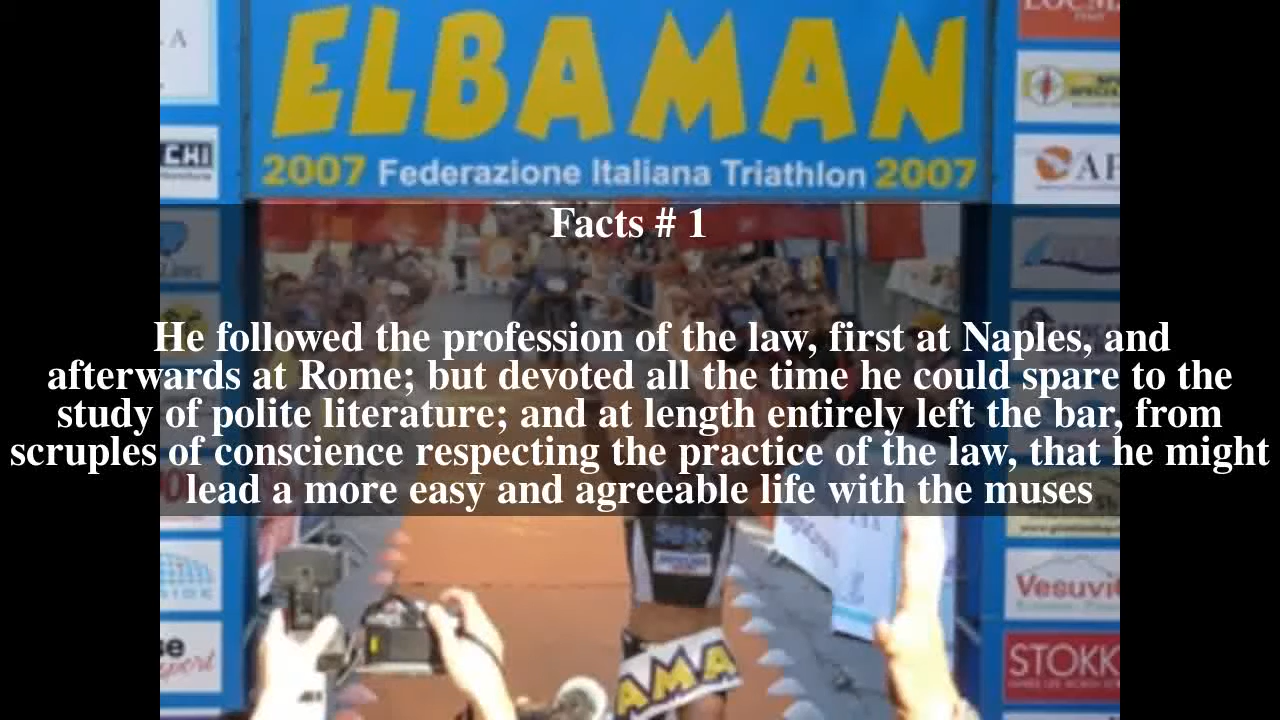 ELBAMAN
2007 Federazione Italiana Triathlon 2007
Facts # 1
He followed the profession of the law, first at Naples, and
afterwards at Rome; but devoted all the time he could spare to the
study of polite literature; and at length entirely left the bar, from
scruples of conscience respecting the practice of the law, that he might
lead a more easy and agreeable life with the muses
Vesuvi
STOKK
AMA